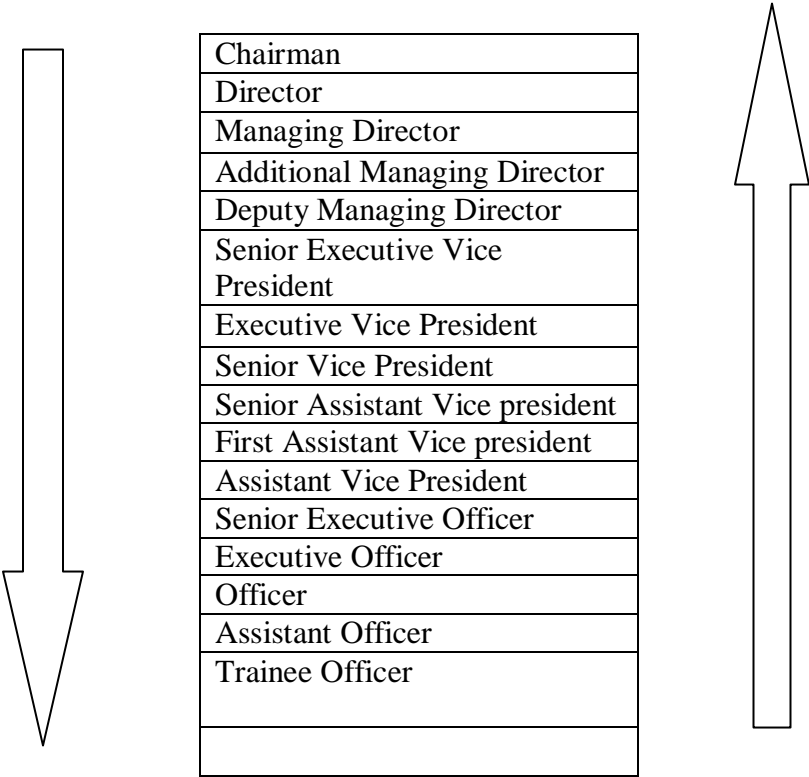 Chairman
Director
Managing Director
Additional Managing Director
Deputy Managing Director
Senior Executive Vice
President
Executive Vice President
Senior Vice President
Senior Assistant Vice president
First Assistant Vice president
Assistant Vice President
Senior Executive Officer
Executive Officer
Officer
Assistant Officer
Trainee Officer